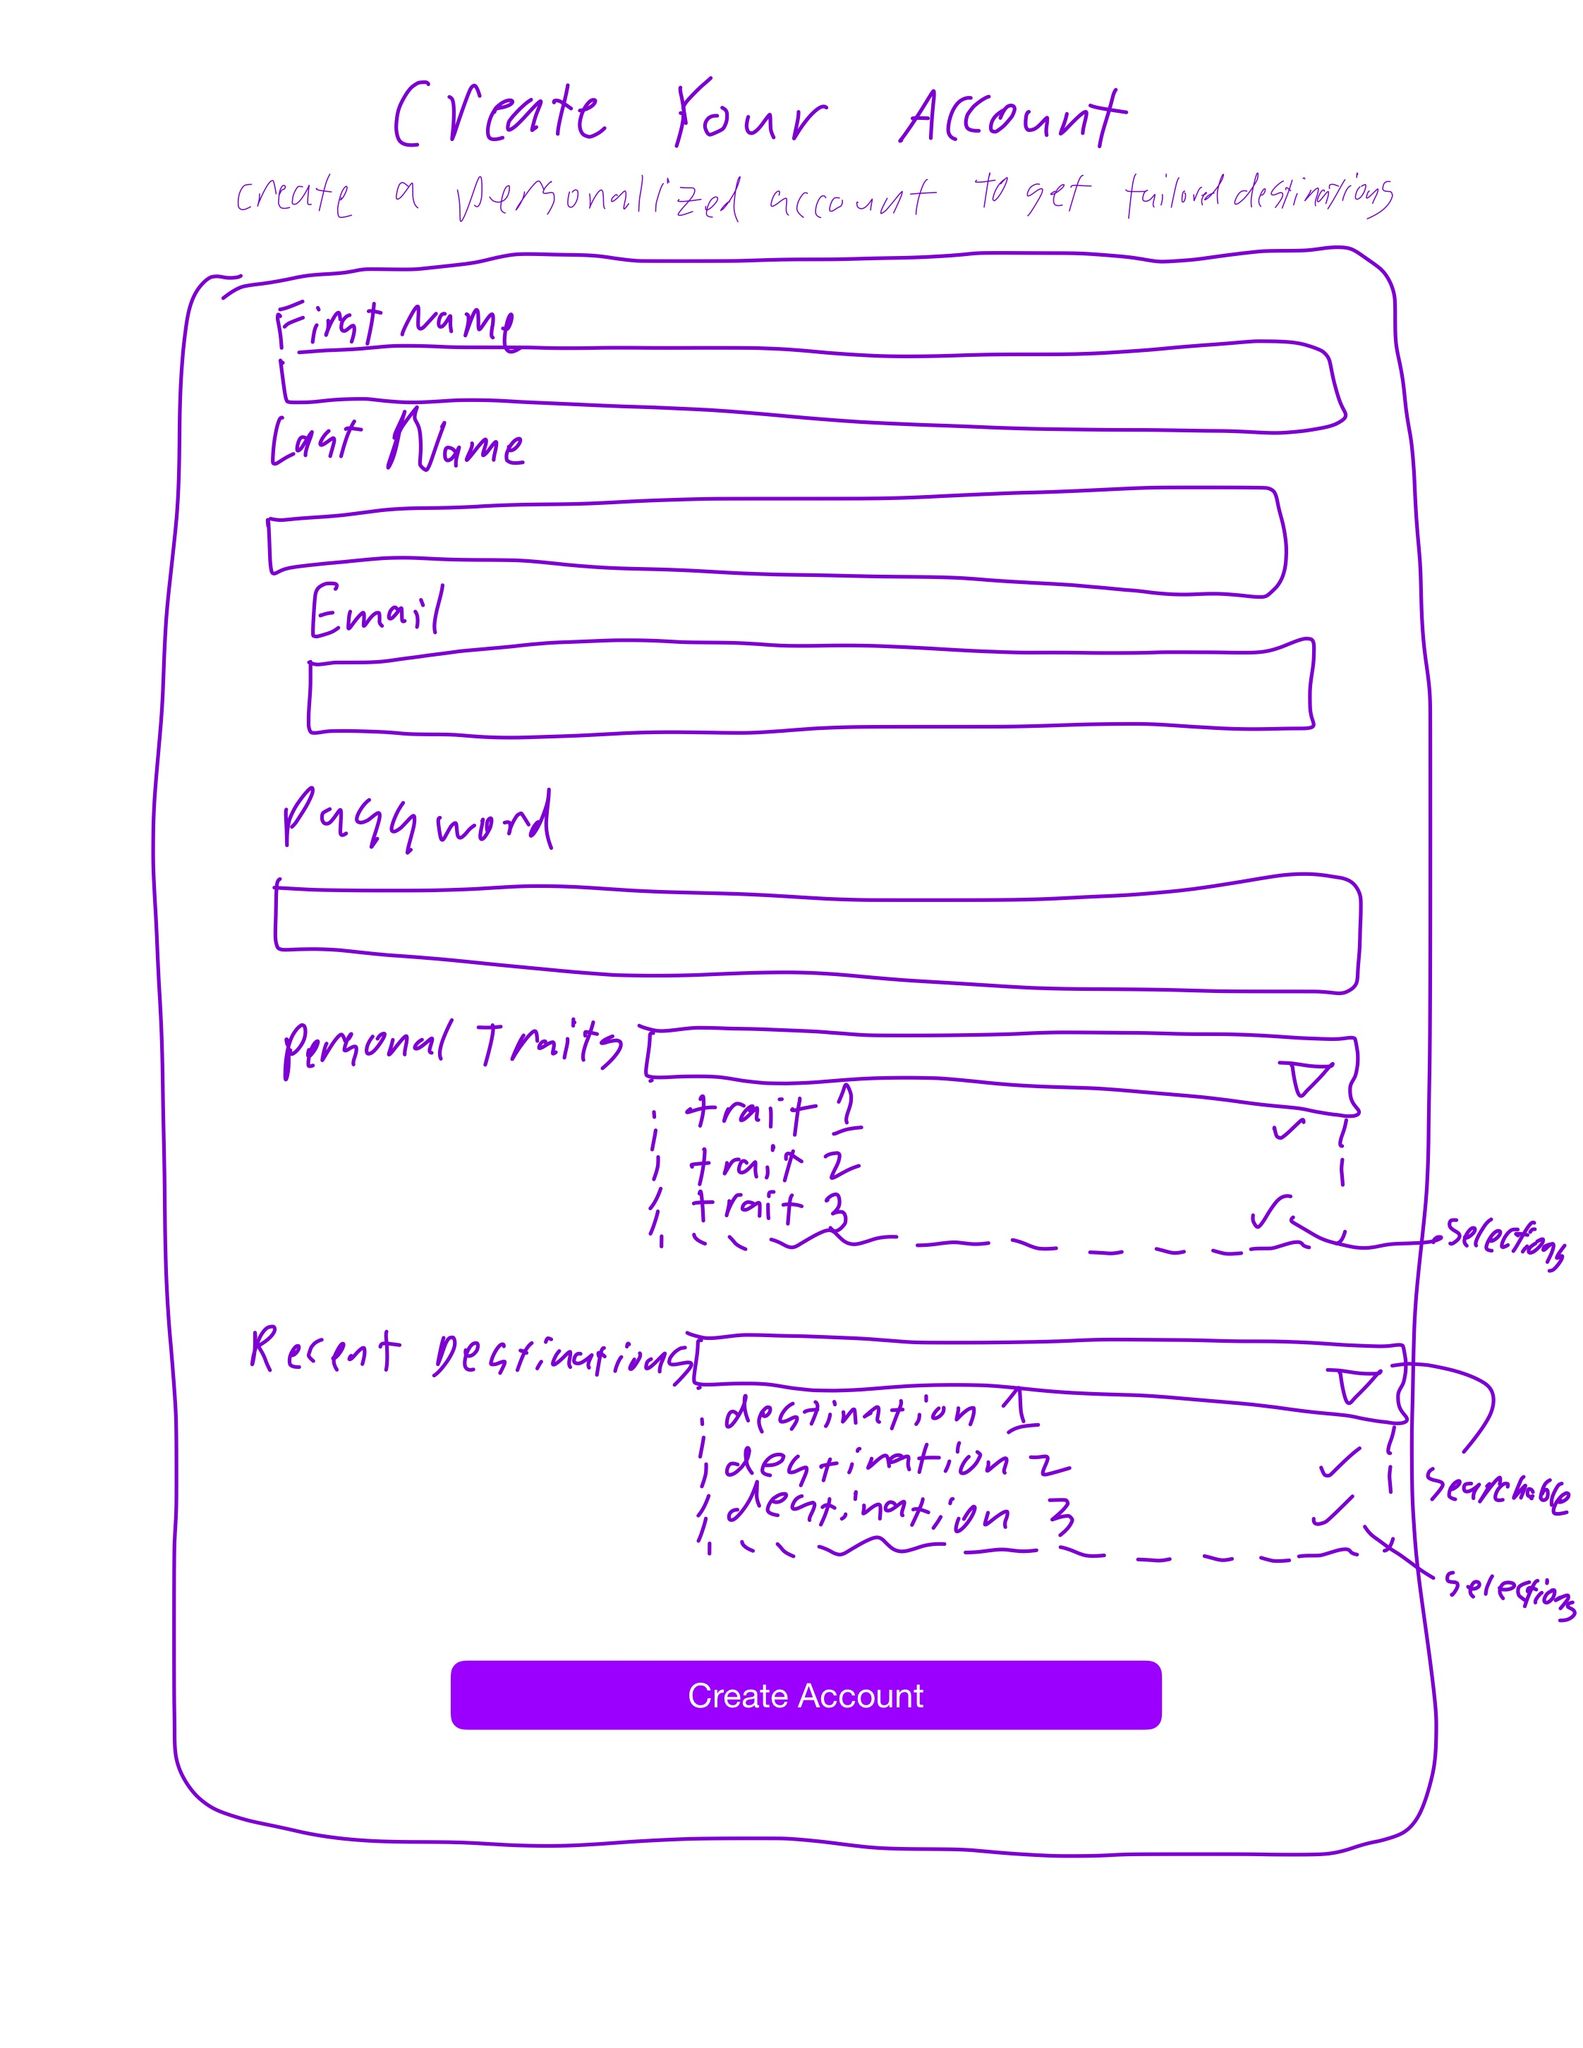 Create Your Account
create a personalized account to get tailored destinations
First Name
Last Name
Email
Password
Personal Traits
trait 1
trait 2
trait 3
selections
Recent Destinations
destination 1
destination 2
searchable
destination 3
selections
Create Account